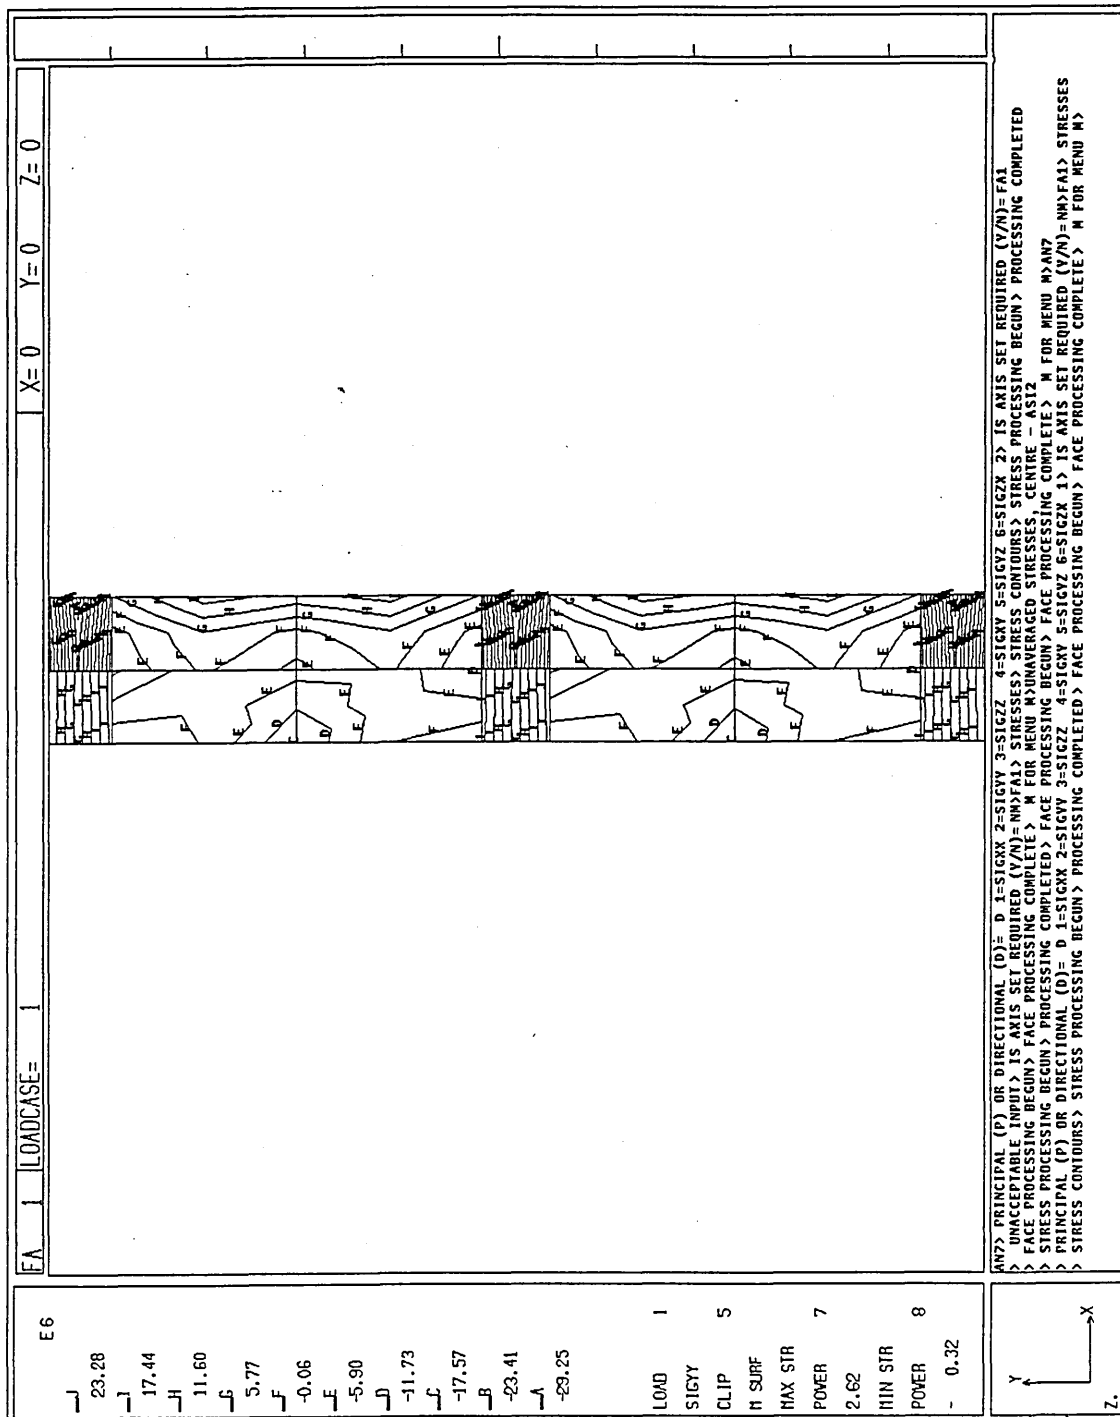 FA 1 LOADCASE= 1 X= 0 Y= 0 Z= 0
E6
J
23.28
I
17.44
H
11.60
G
5.77
F
-0.06
E
-5.90
D
-11.73
C
-17.57
B
-23.41
A
-29.25
LOAD 1
SIGYY
CLIP 5
M SURF
MAX STR
POWER 7
2.62
MIN STR
POWER 8
- 0.32
Y
X
Z.
AN7> PRINCIPAL (P) OR DIRECTIONAL (D)= D 1=SIGXX 2=SIGYY 3=SIGZZ 4=SIGXY 5=SIGYZ 6=SIGZX 2> IS AXIS SET REQUIRED (Y/N)= FA1
> UNACCEPTABLE INPUT> IS AXIS SET REQUIRED (Y/N)= NM>FA1> STRESSES> STRESS CONTOURS> STRESS PROCESSING BEGUN> PROCESSING COMPLETED
> FACE PROCESSING BEGUN> FACE PROCESSING COMPLETE> M FOR MENU M>UNAVERAGED STRESSES, CENTRE - ASI2
> STRESS PROCESSING BEGUN> PROCESSING COMPLETED> FACE PROCESSING BEGUN> FACE PROCESSING COMPLETE> M FOR MENU M>AN7
> PRINCIPAL (P) OR DIRECTIONAL (D)= D 1=SIGXX 2=SIGYY 3=SIGZZ 4=SIGXY 5=SIGYZ 6=SIGZX 1> IS AXIS SET REQUIRED (Y/N)= NM>FA1> STRESSES
> STRESS CONTOURS> STRESS PROCESSING BEGUN> PROCESSING COMPLETED> FACE PROCESSING BEGUN> FACE PROCESSING COMPLETE> M FOR MENU M>